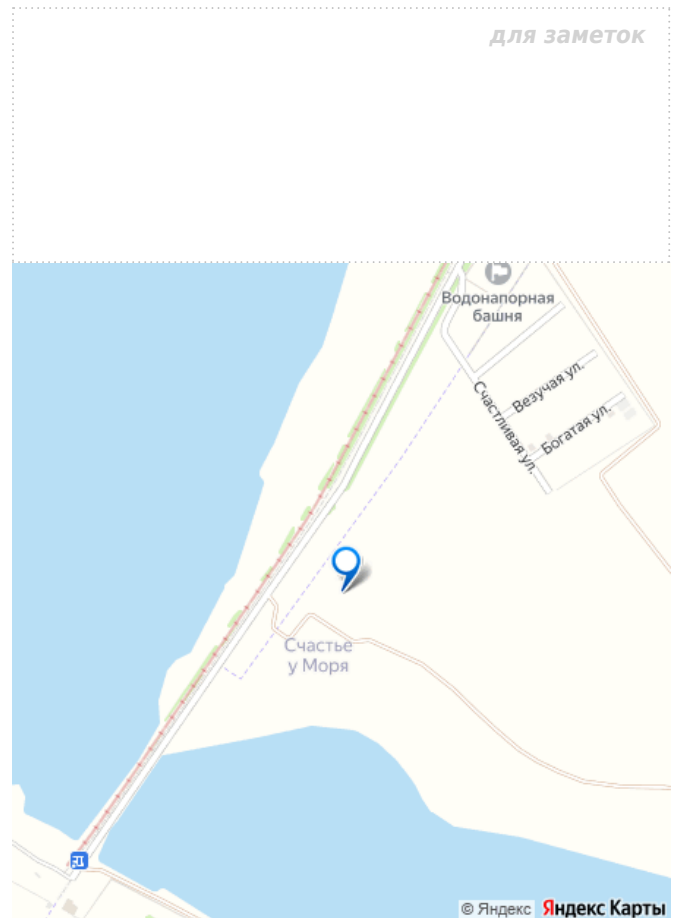 для заметок
Водонапорная
башня
Везучая ул.
Богатая ул.
Счастливая ул.
Счастье
у Моря
© Яндекс Яндекс Карты